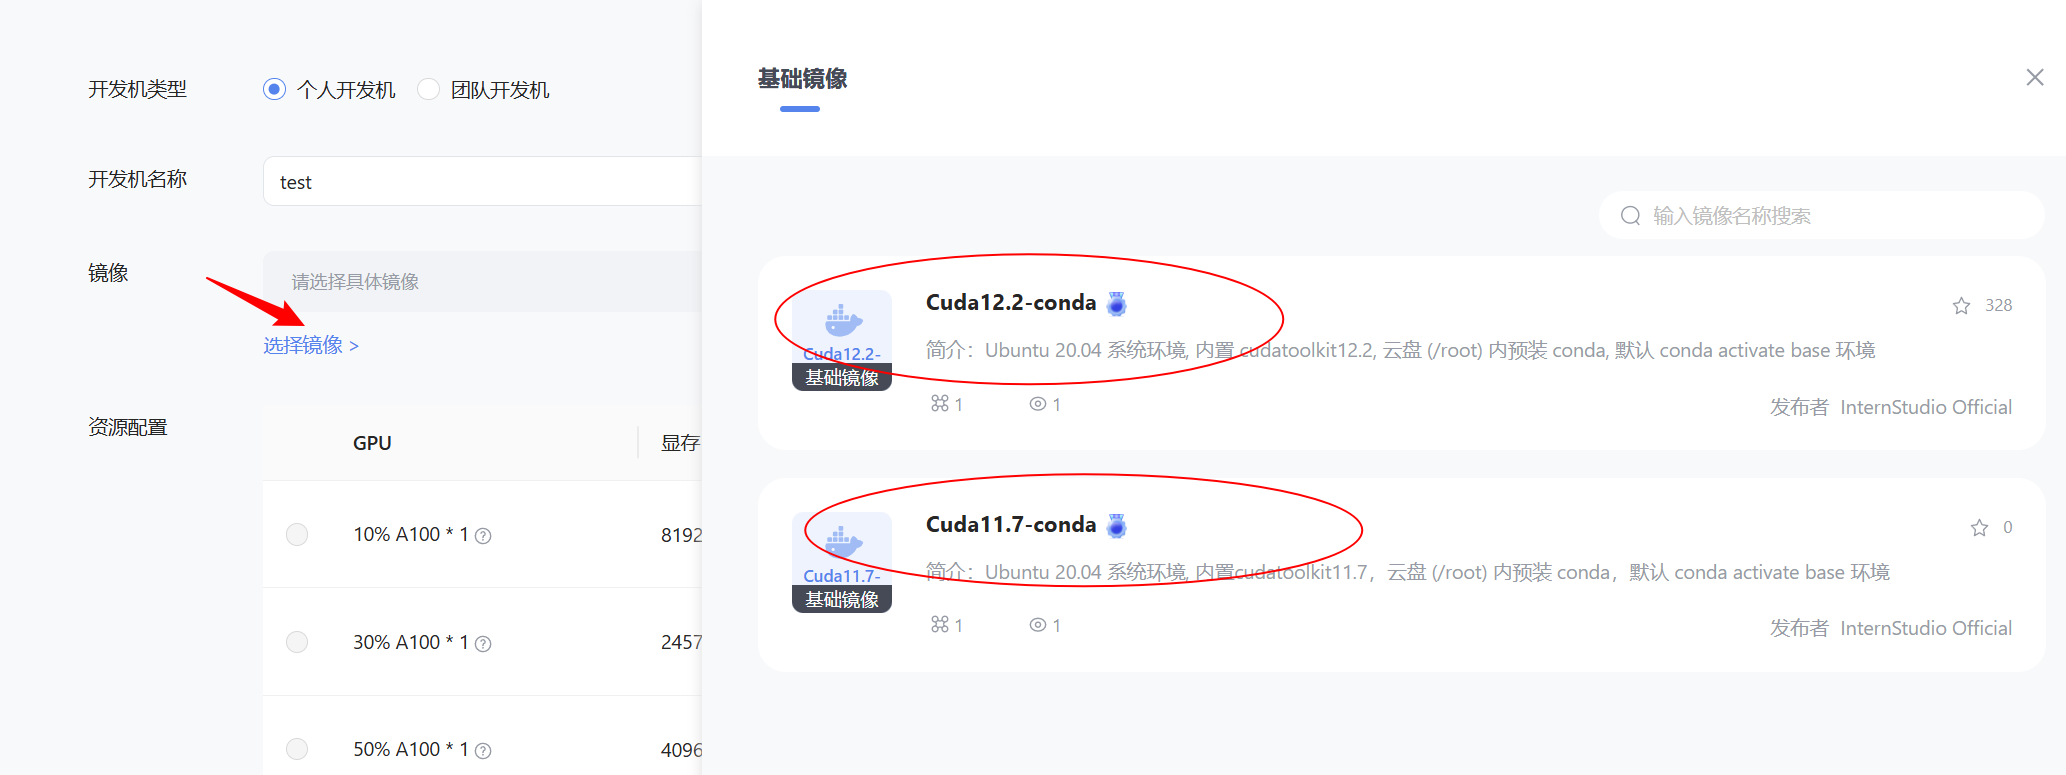 开发机类型
个人开发机
团队开发机
开发机名称
test
镜像
请选择具体镜像
选择镜像 >
资源配置
GPU
显存
10% A100 * 1
8192
30% A100 * 1
2457
50% A100 * 1
4096
基础镜像
输入镜像名称搜索
Cuda12.2-
基础镜像
Cuda12.2-conda
328
简介：Ubuntu 20.04 系统环境, 内置 cudatoolkit12.2, 云盘 (/root) 内预装 conda, 默认 conda activate base 环境
1
1
发布者 InternStudio Official
Cuda11.7-
基础镜像
Cuda11.7-conda
0
简介：Ubuntu 20.04 系统环境, 内置cudatoolkit11.7，云盘 (/root) 内预装 conda，默认 conda activate base 环境
1
1
发布者 InternStudio Official